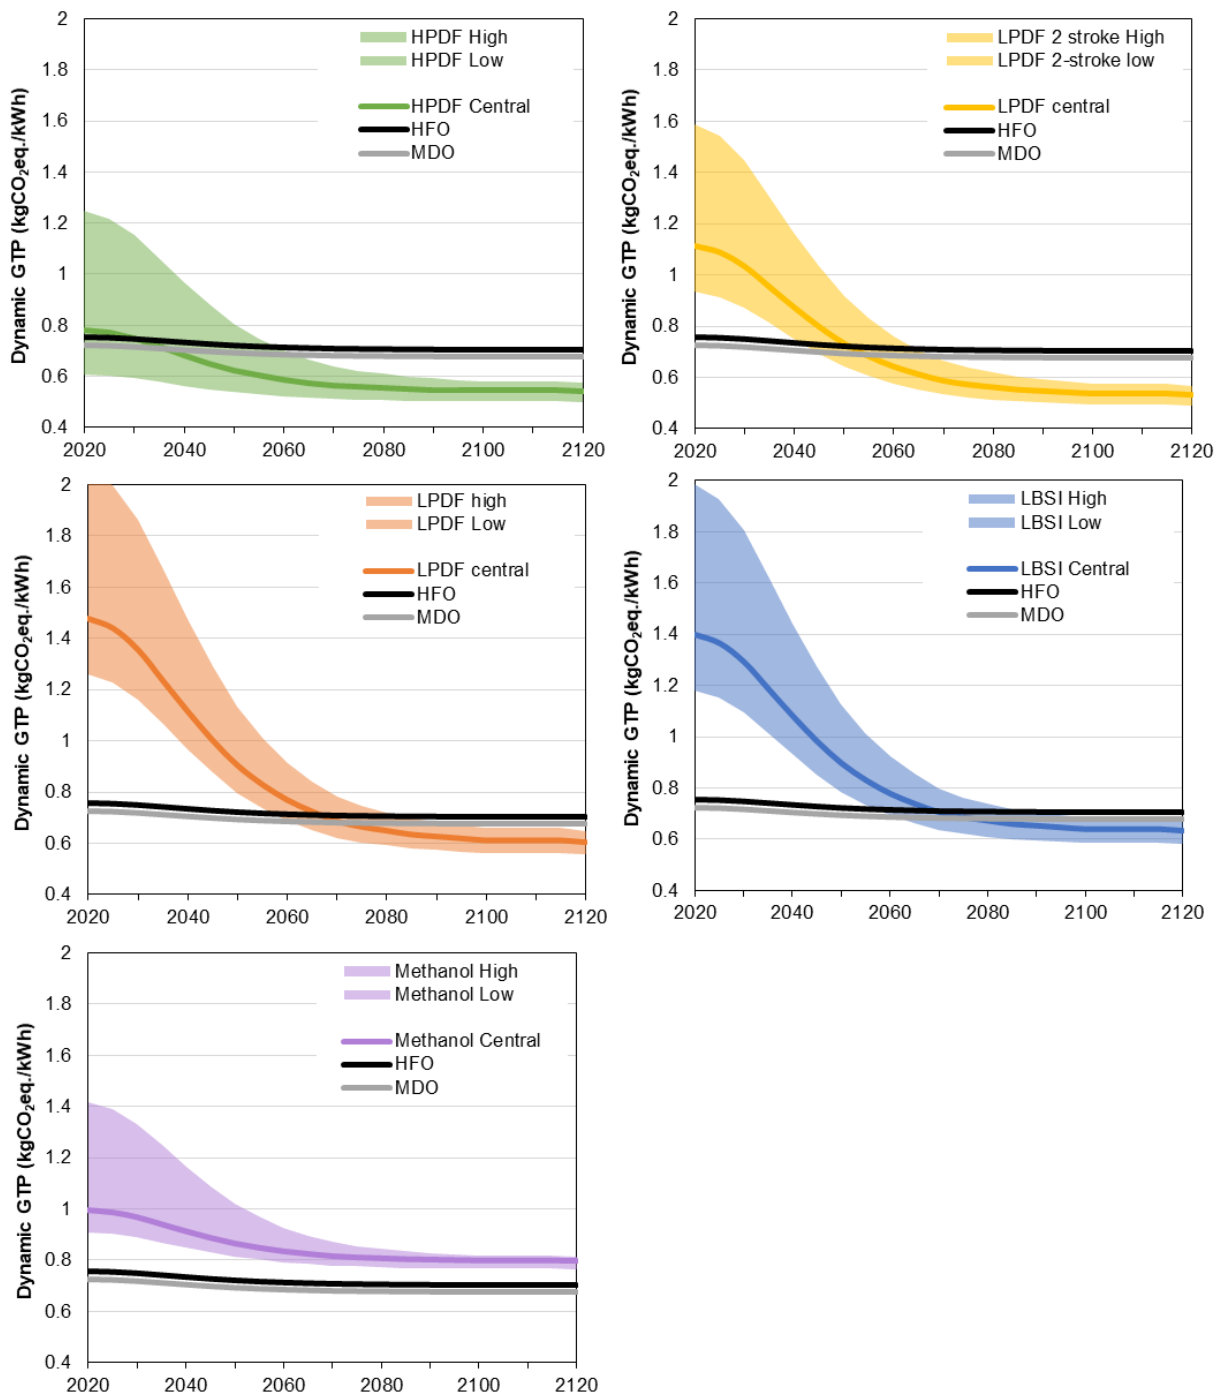 Dynamic GTP (kgCO₂eq./kWh)
2
1.8
1.6
1.4
1.2
1
0.8
0.6
0.4
HPDF High
HPDF Low
HPDF Central
HFO
MDO
2020
2040
2060
2080
2100
2120
Dynamic GTP (kgCO₂eq./kWh)
2
1.8
1.6
1.4
1.2
1
0.8
0.6
0.4
LPDF 2 stroke High
LPDF 2-stroke low
LPDF central
HFO
MDO
2020
2040
2060
2080
2100
2120
Dynamic GTP (kgCO₂eq./kWh)
2
1.8
1.6
1.4
1.2
1
0.8
0.6
0.4
LPDF high
LPDF Low
LPDF central
HFO
MDO
2020
2040
2060
2080
2100
2120
Dynamic GTP (kgCO₂eq./kWh)
2
1.8
1.6
1.4
1.2
1
0.8
0.6
0.4
LBSI High
LBSI Low
LBSI Central
HFO
MDO
2020
2040
2060
2080
2100
2120
Dynamic GTP (kgCO₂eq./kWh)
2
1.8
1.6
1.4
1.2
1
0.8
0.6
0.4
Methanol High
Methanol Low
Methanol Central
HFO
MDO
2020
2040
2060
2080
2100
2120